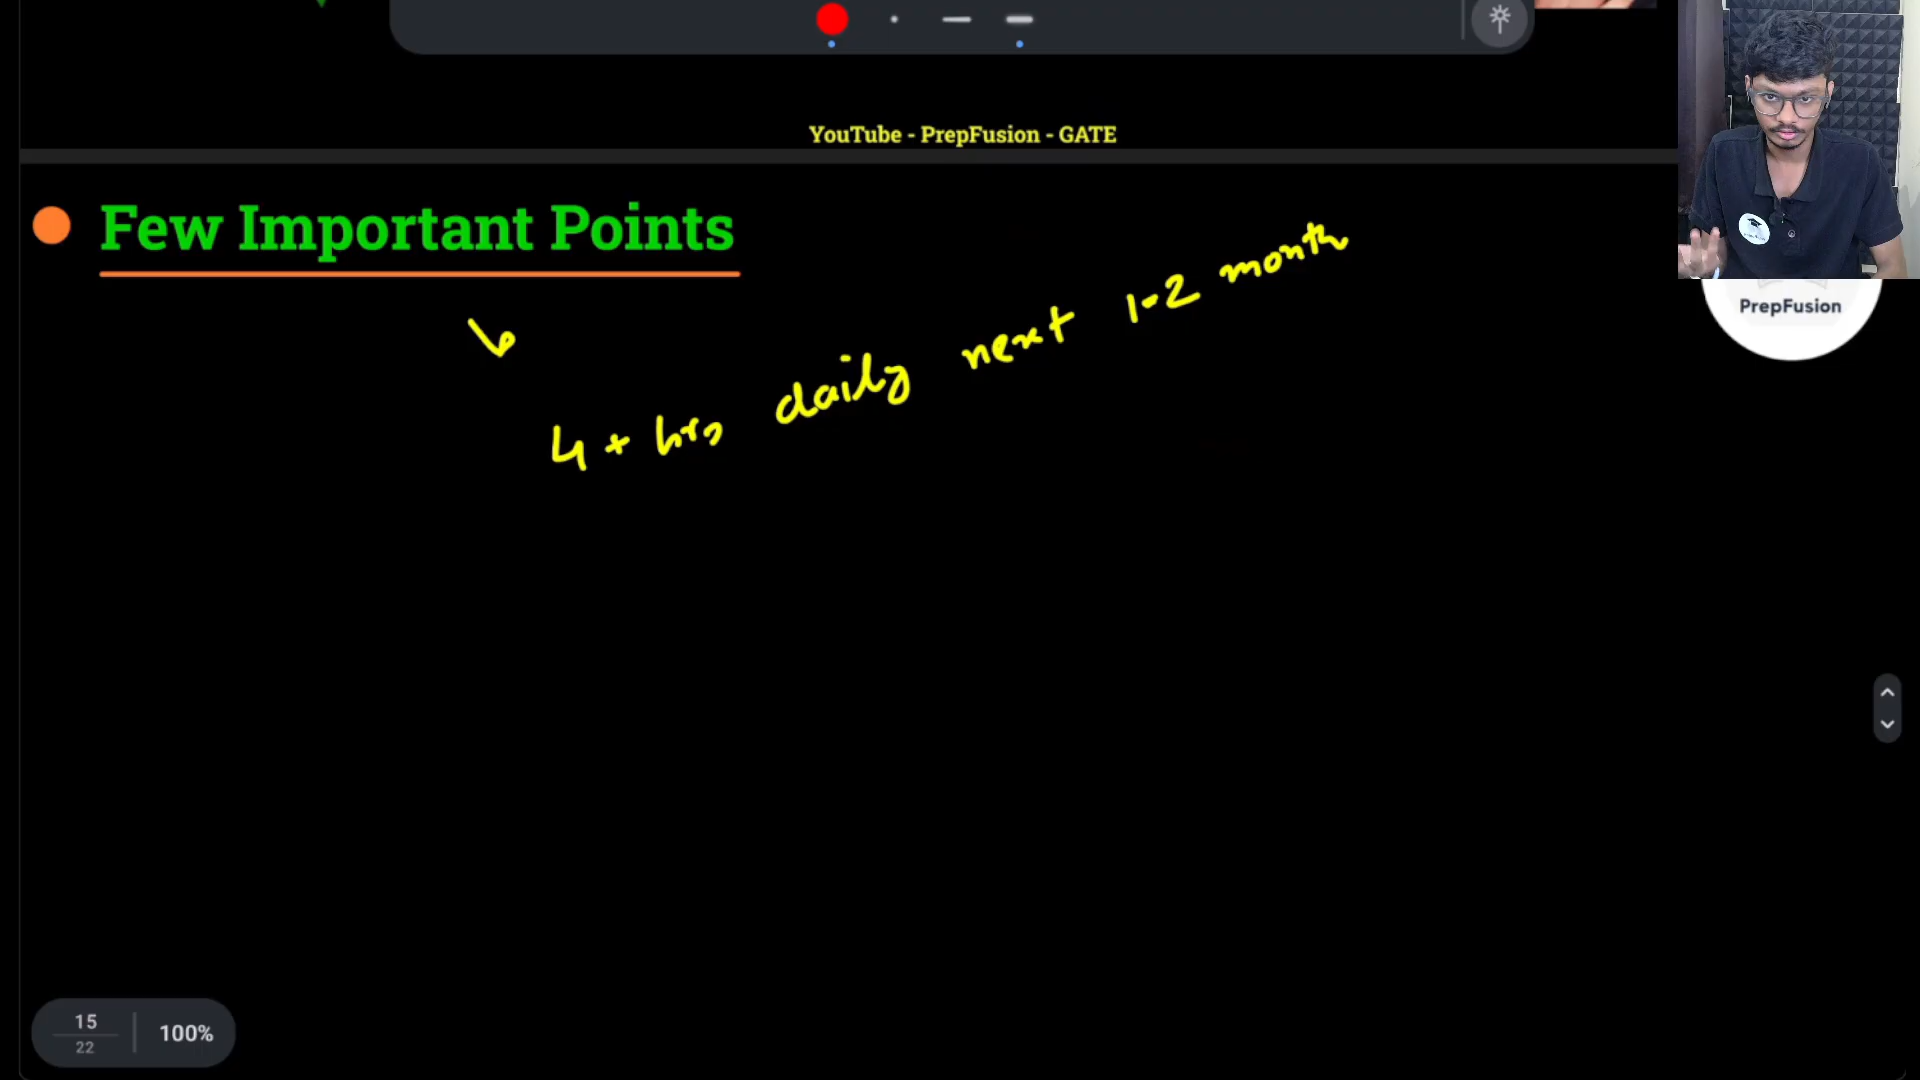 YouTube - PrepFusion - GATE
Few Important Points
PrepFusion
4 + hrs daily next 1-2 month
15
22
100%